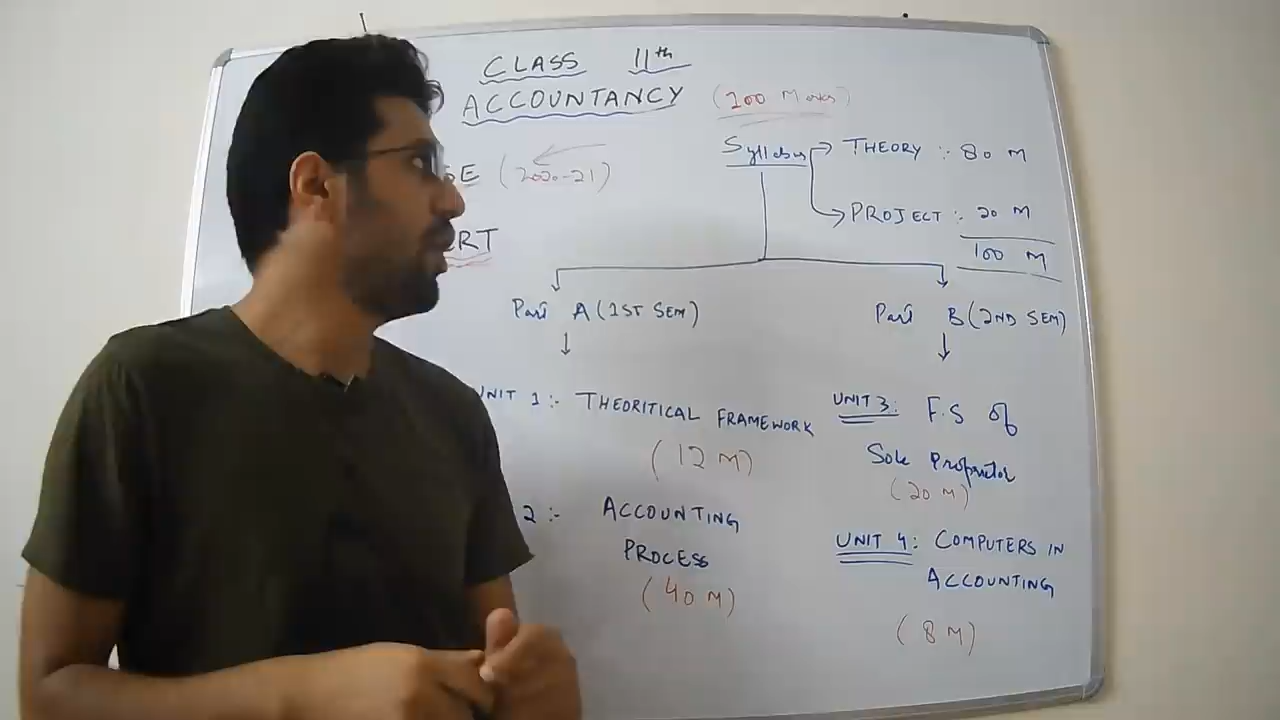 CLASS 11th
ACCOUNTANCY (100 Marks)
Syllabus → THEORY :- 80 M
(2020-21)
→ PROJECT :- 20 M
100 M
Part A (1ST SEM)
Part B (2ND SEM)
UNIT 1 :- THEORITICAL FRAMEWORK
(12 M)
2 :- ACCOUNTING
PROCESS
(40 M)
UNIT 3: F.S of
Sole Proprietor
(20 M)
UNIT 4: COMPUTERS IN
ACCOUNTING
(8 M)